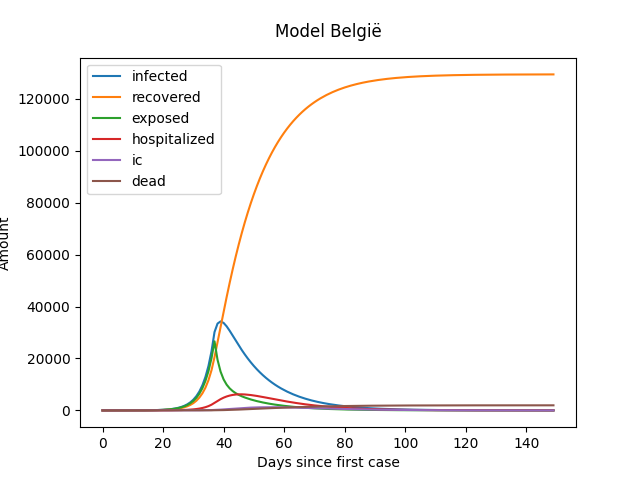 Model België
infected
recovered
exposed
hospitalized
ic
dead
120000
100000
80000
60000
40000
20000
0
Amount
0 20 40 60 80 100 120 140
Days since first case